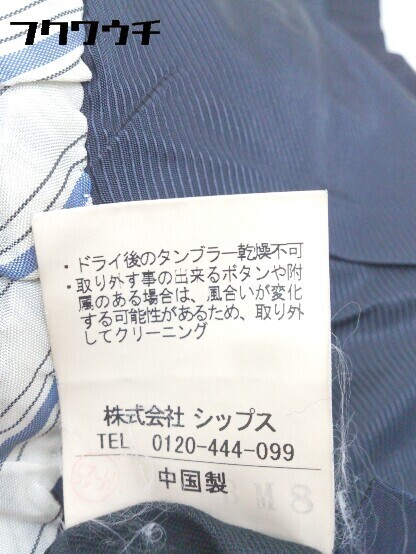 フクワウチ
・ドライ後のタンブラー乾燥不可
・取り外す事の出来るボタンや附
属のある場合は、風合いが変化
する可能性があるため、取り外
してクリーニング
株式会社 シップス
TEL 0120-444-099
中国製
M8